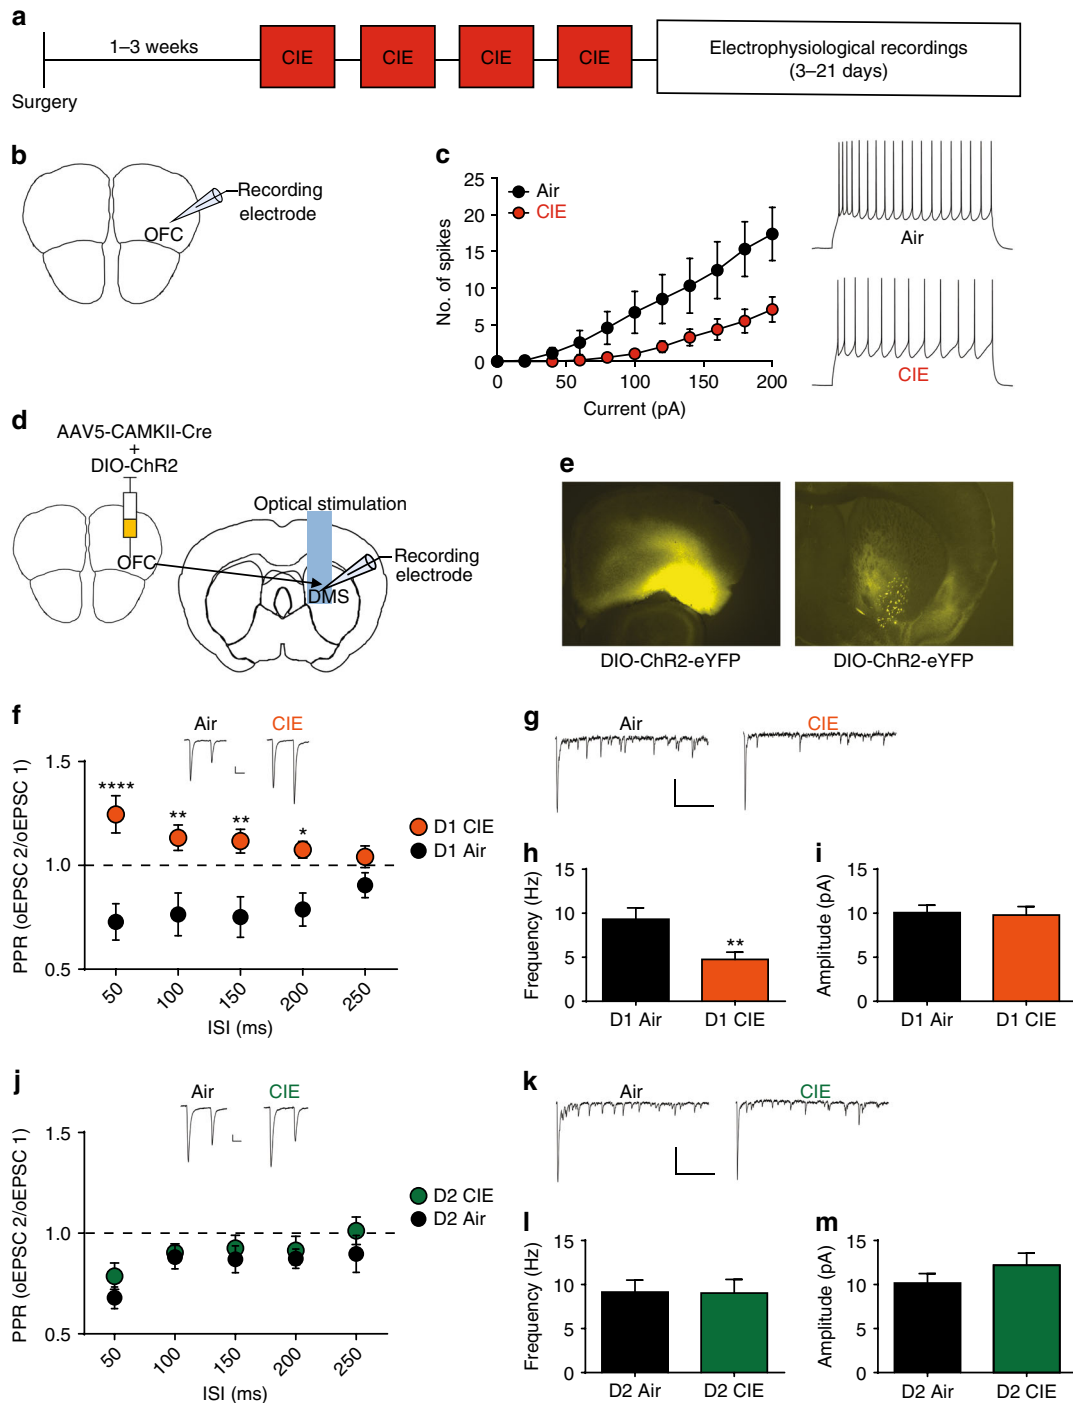 a
1–3 weeks
CIE
CIE
CIE
CIE
Electrophysiological recordings
(3–21 days)
Surgery
b
Recording
electrode
OFC
c
25
20
15
10
5
0
No. of spikes
Air
CIE
0
50
100
150
200
Current (pA)
Air
CIE
d
AAV5-CAMKII-Cre
+
DIO-ChR2
OFC
Optical stimulation
Recording
electrode
DMS
e
DIO-ChR2-eYFP
DIO-ChR2-eYFP
f
Air
CIE
1.5
1.0
0.5
PPR (oEPSC 2/oEPSC 1)
****
**
**
*
D1 CIE
D1 Air
50
100
150
200
250
ISI (ms)
g
Air
CIE
h
15
10
5
0
Frequency (Hz)
**
D1 Air
D1 CIE
i
15
10
5
0
Amplitude (pA)
D1 Air
D1 CIE
j
Air
CIE
1.5
1.0
0.5
PPR (oEPSC 2/oEPSC 1)
D2 CIE
D2 Air
50
100
150
200
250
ISI (ms)
k
Air
CIE
l
15
10
5
0
Frequency (Hz)
D2 Air
D2 CIE
m
15
10
5
0
Amplitude (pA)
D2 Air
D2 CIE